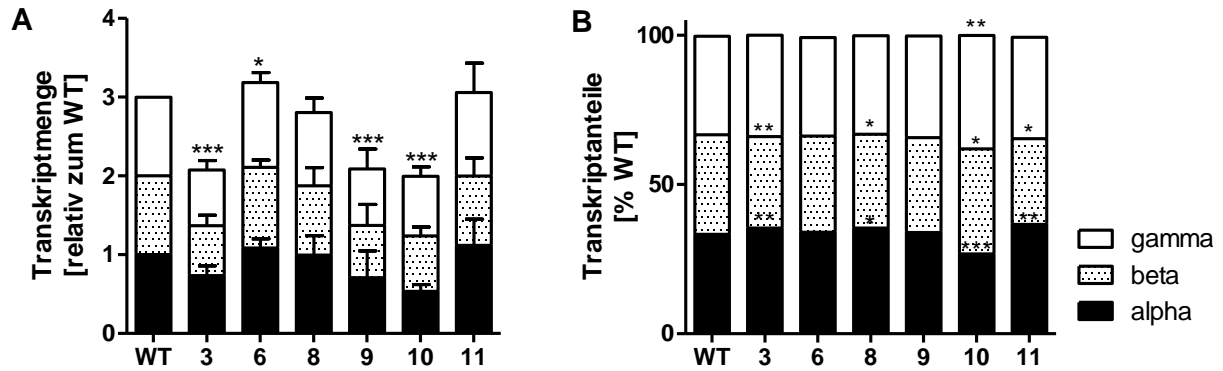 A
Transkriptmenge
[relativ zum WT]
4
3
2
1
0
***
*
***
***
WT 3 6 8 9 10 11
B
Transkriptanteile
[% WT]
100
50
0
**
** * * *
** * *** **
WT 3 6 8 9 10 11
gamma
beta
alpha